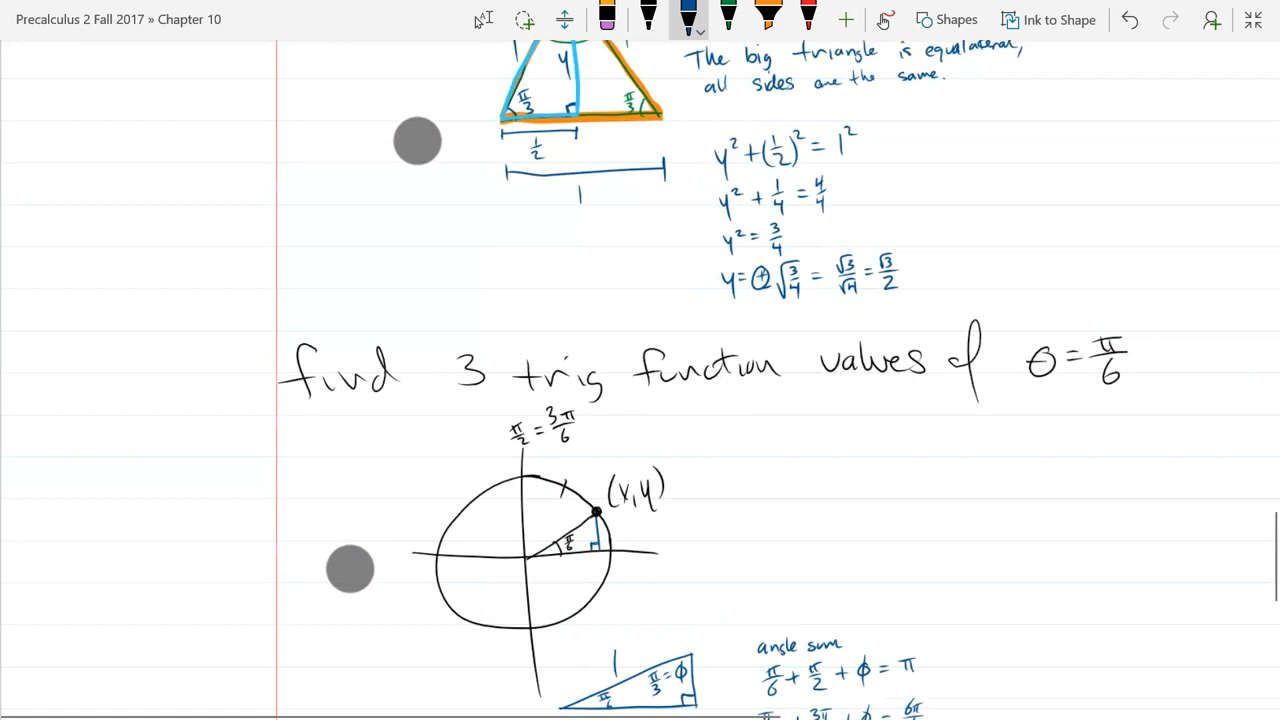 Precalculus 2 Fall 2017 » Chapter 10
Shapes
Ink to Shape
The big triangle is equalateral,
all sides are the same.
1 y
π/3 π/3
1/2
1
y² + (1/2)² = 1²
y² + 1/4 = 4/4
y² = 3/4
y = ± √(3/4) = √3/√4 = √3/2
find 3 trig function values of θ = π/6
π/2 = 3π/6
(x,y)
π/6
angle sum
π/6 + π/2 + ϕ = π
1
π/6 π/3 = ϕ